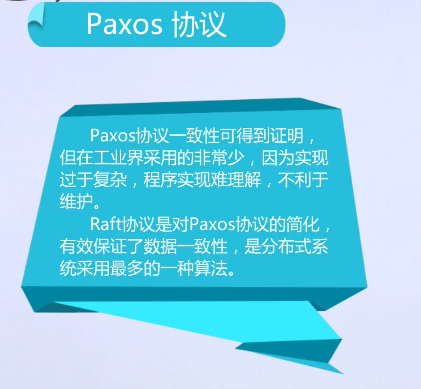 Paxos 协议
Paxos协议一致性可得到证明，
但在工业界采用的非常少，因为实现
过于复杂，程序实现难理解，不利于
维护。
Raft协议是对Paxos协议的简化，
有效保证了数据一致性，是分布式系
统采用最多的一种算法。